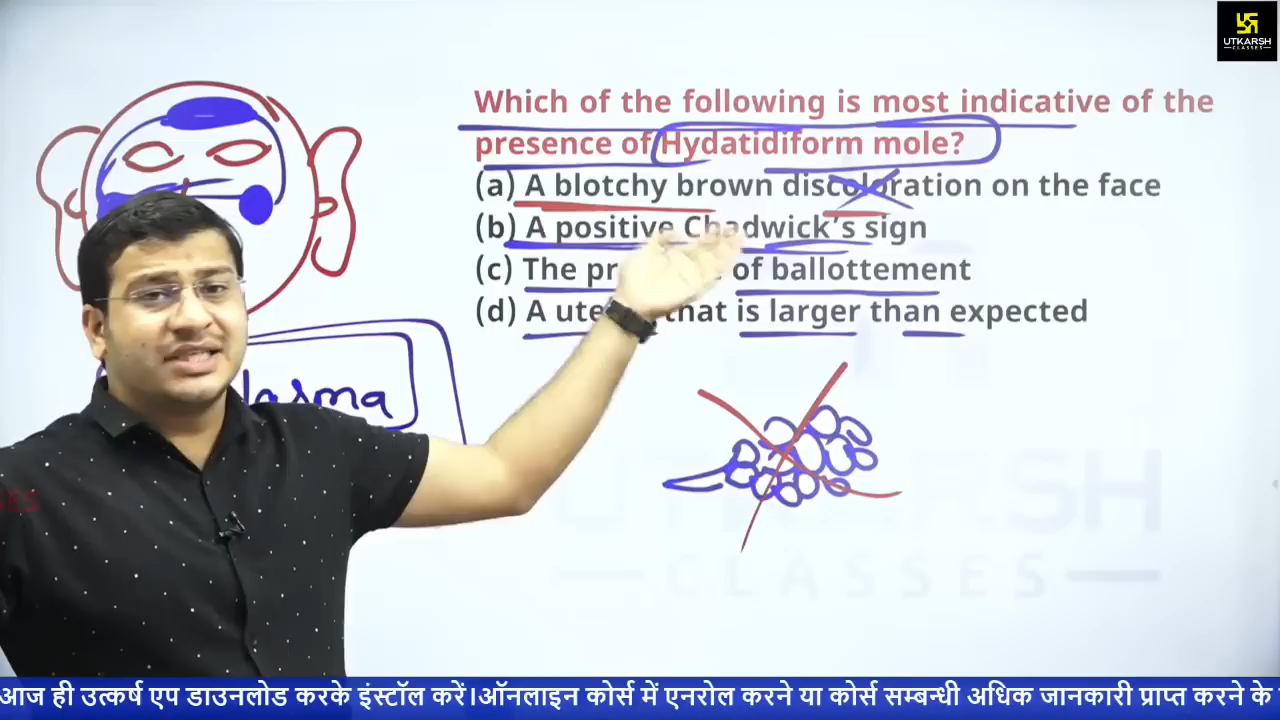 UTKARSH
CLASSES
Which of the following is most indicative of the
presence of Hydatidiform mole?
(a) A blotchy brown discoloration on the face
(b) A positive Chadwick's sign
(c) The of ballottement
(d) A that is larger than expected
UTKARSH
CLASSES
आज ही उत्कर्ष एप डाउनलोड करके इंस्टॉल करें।ऑनलाइन कोर्स में एनरोल करने या कोर्स सम्बन्धी अधिक जानकारी प्राप्त करने के